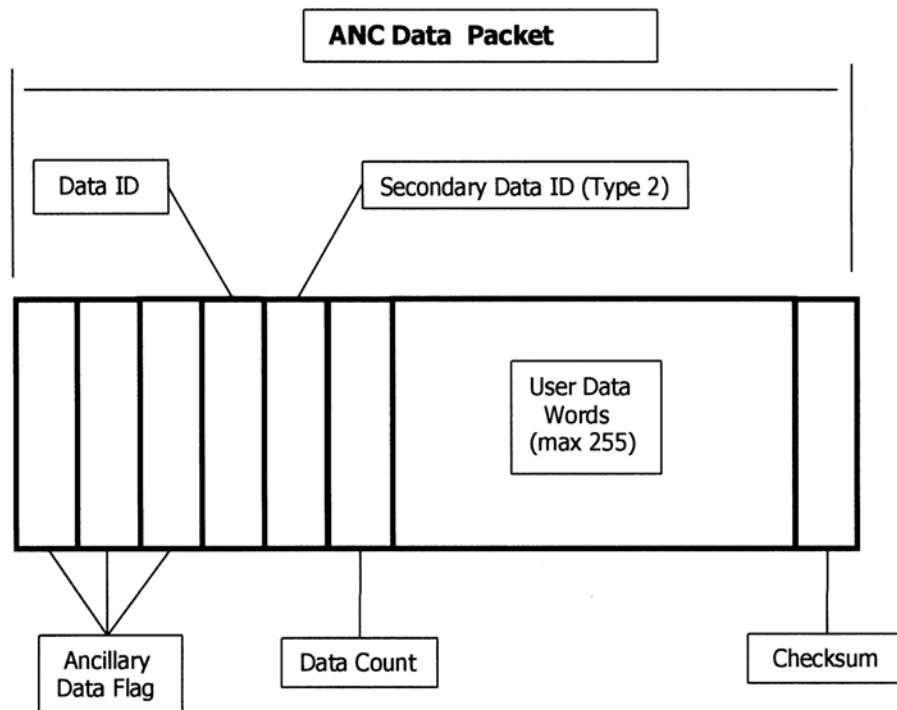 ANC Data Packet
Data ID
Secondary Data ID (Type 2)
User Data
Words
(max 255)
Ancillary
Data Flag
Data Count
Checksum